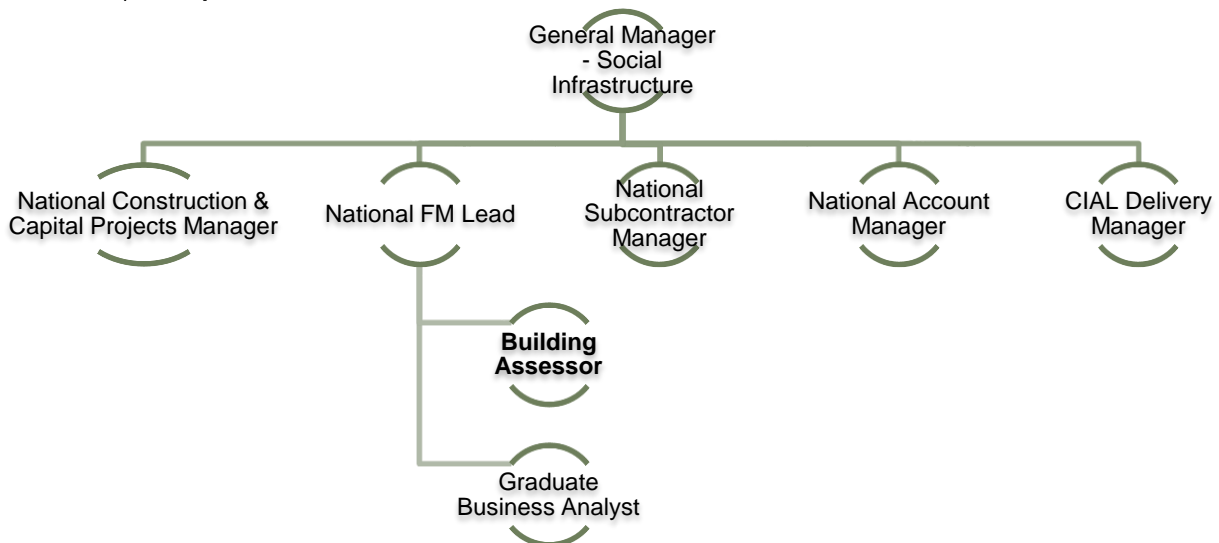 General Manager
- Social
Infrastructure
National Construction &
Capital Projects Manager
National FM Lead
National
Subcontractor
Manager
National Account
Manager
CIAL Delivery
Manager
Building
Assessor
Graduate
Business Analyst